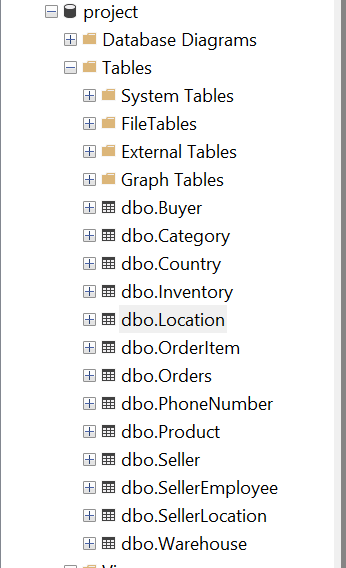 project
Database Diagrams
Tables
System Tables
FileTables
External Tables
Graph Tables
dbo.Buyer
dbo.Category
dbo.Country
dbo.Inventory
dbo.Location
dbo.OrderItem
dbo.Orders
dbo.PhoneNumber
dbo.Product
dbo.Seller
dbo.SellerEmployee
dbo.SellerLocation
dbo.Warehouse